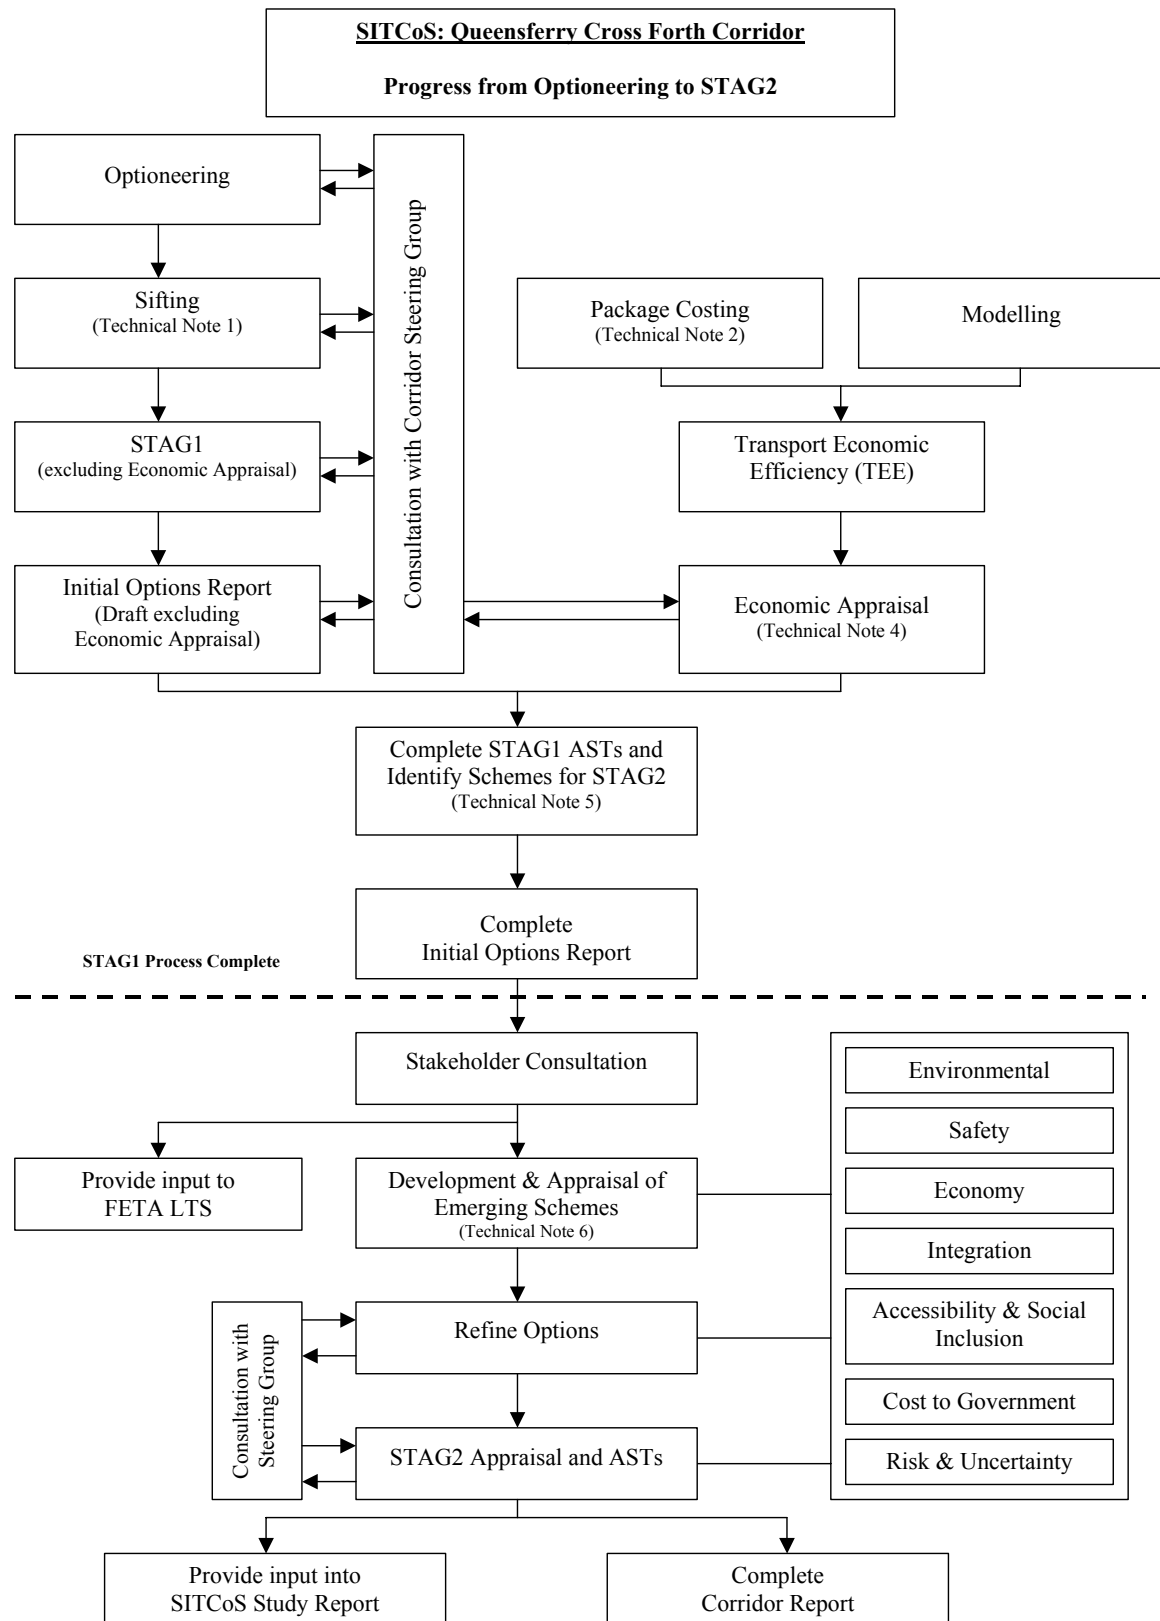 SITCoS: Queensferry Cross Forth Corridor
Progress from Optioneering to STAG2
Optioneering
Sifting
(Technical Note 1)
STAG1
(excluding Economic Appraisal)
Initial Options Report
(Draft excluding
Economic Appraisal)
Consultation with Corridor Steering Group
Package Costing
(Technical Note 2)
Modelling
Transport Economic
Efficiency (TEE)
Economic Appraisal
(Technical Note 4)
Complete STAG1 ASTs and
Identify Schemes for STAG2
(Technical Note 5)
Complete
Initial Options Report
STAG1 Process Complete
Stakeholder Consultation
Provide input to
FETA LTS
Development & Appraisal of
Emerging Schemes
(Technical Note 6)
Refine Options
Consultation with
Steering Group
STAG2 Appraisal and ASTs
Environmental
Safety
Economy
Integration
Accessibility & Social
Inclusion
Cost to Government
Risk & Uncertainty
Provide input into
SITCoS Study Report
Complete
Corridor Report